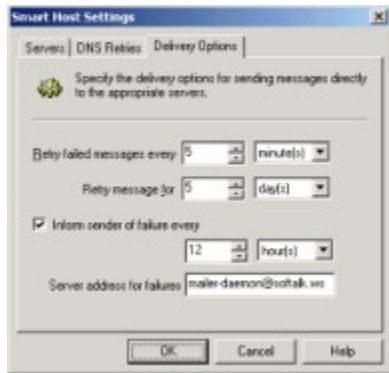 Smart Host Settings
Servers DNS Retries Delivery Options
Specify the delivery options for sending messages directly
to the appropriate servers.
Retry failed messages every 5 minute(s)
Retry message for 5 day(s)
Inform sender of failure every
12 hour(s)
Server address for failures mailer-daemon@softalk.ws
OK Cancel Help